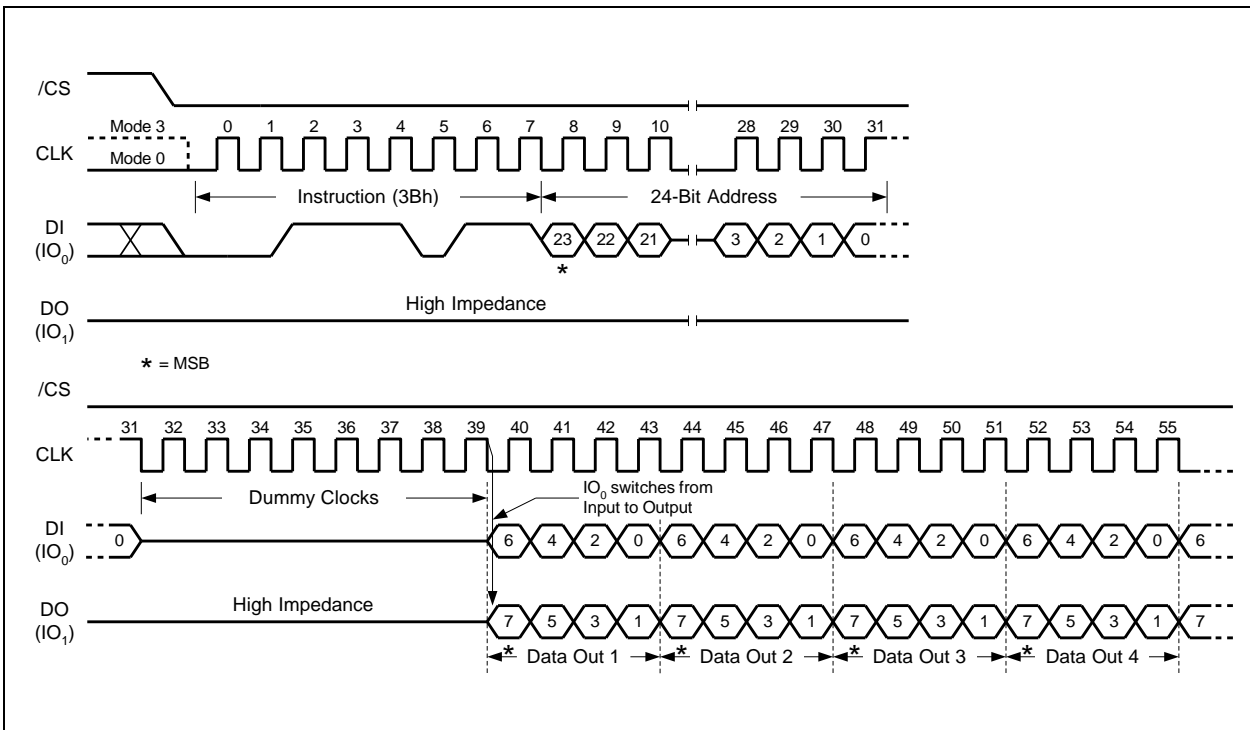 /CS
Mode 3 0 1 2 3 4 5 6 7 8 9 10 28 29 30 31
CLK Mode 0
Instruction (3Bh) 24-Bit Address
DI
(IO0) 23 22 21 3 2 1 0
*
High Impedance
DO
(IO1)
* = MSB
/CS
31 32 33 34 35 36 37 38 39 40 41 42 43 44 45 46 47 48 49 50 51 52 53 54 55
CLK
Dummy Clocks IO0 switches from
Input to Output
DI
(IO0) 0 6 4 2 0 6 4 2 0 6 4 2 0 6 4 2 0 6
High Impedance
DO
(IO1) 7 5 3 1 7 5 3 1 7 5 3 1 7 5 3 1 7
* Data Out 1 * Data Out 2 * Data Out 3 * Data Out 4